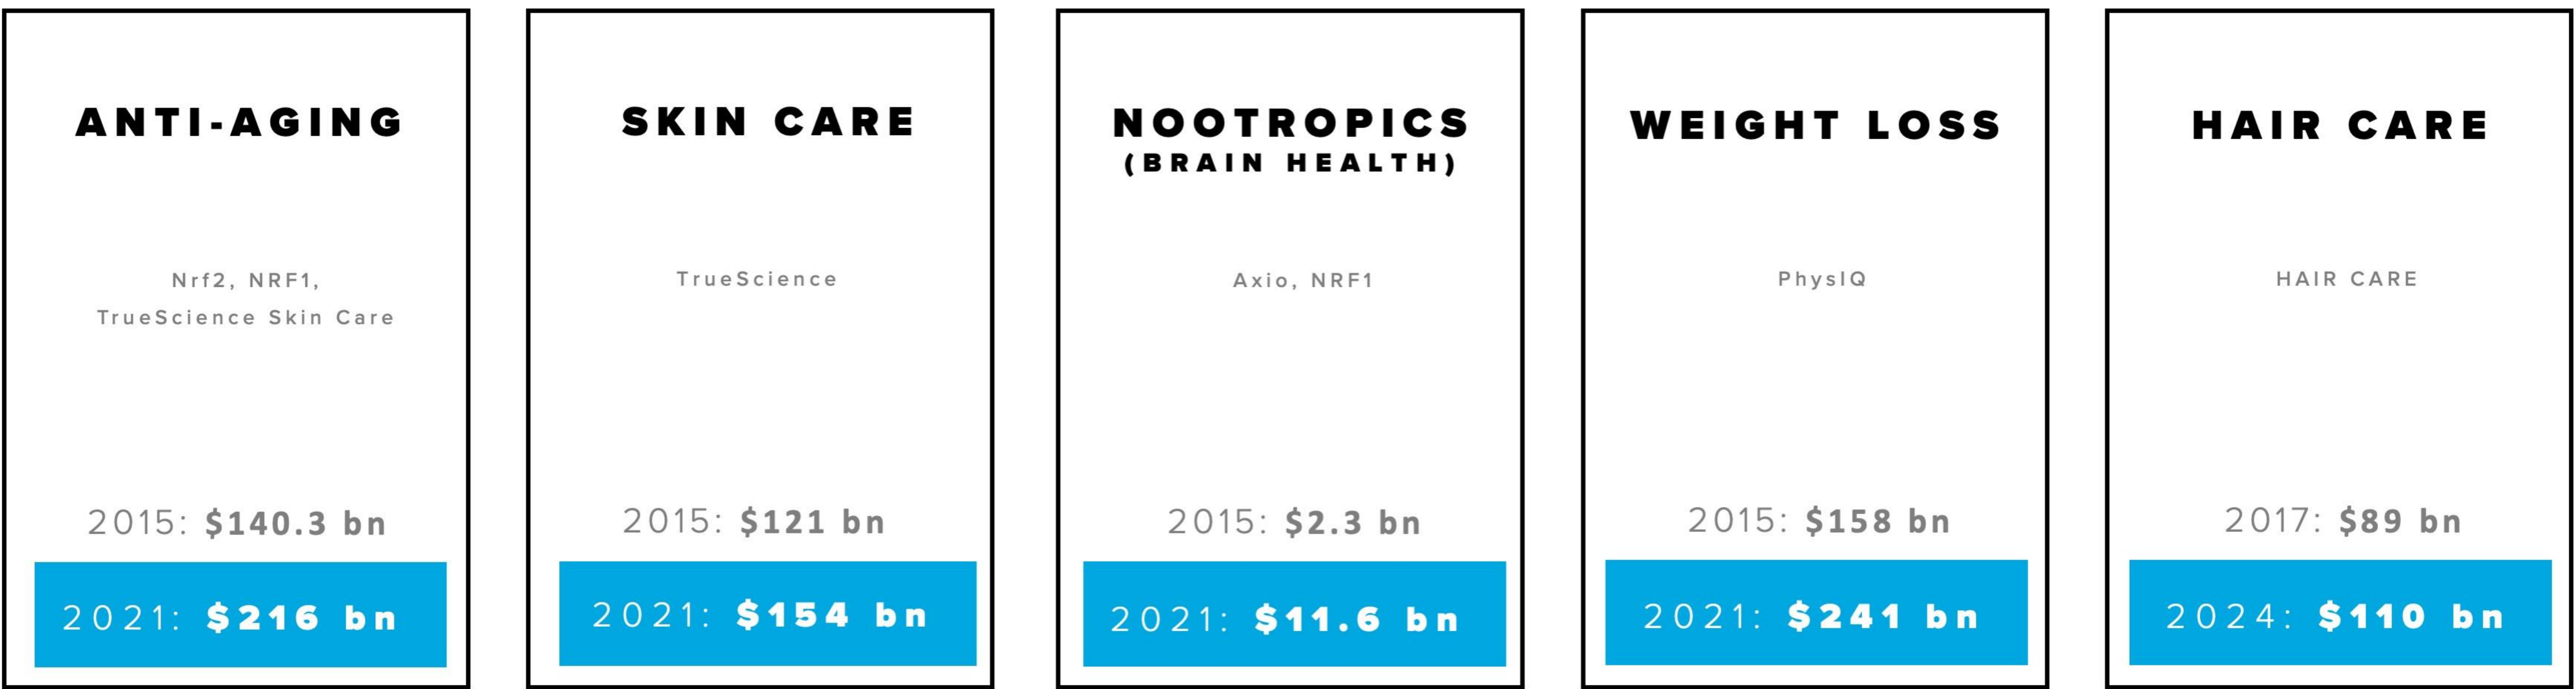 ANTI-AGING
Nrf2, NRF1,
TrueScience Skin Care
2015: $140.3 bn
2021: $216 bn
SKIN CARE
TrueScience
2015: $121 bn
2021: $154 bn
NOOTROPICS
(BRAIN HEALTH)
Axio, NRF1
2015: $2.3 bn
2021: $11.6 bn
WEIGHT LOSS
PhysIQ
2015: $158 bn
2021: $241 bn
HAIR CARE
HAIR CARE
2017: $89 bn
2024: $110 bn